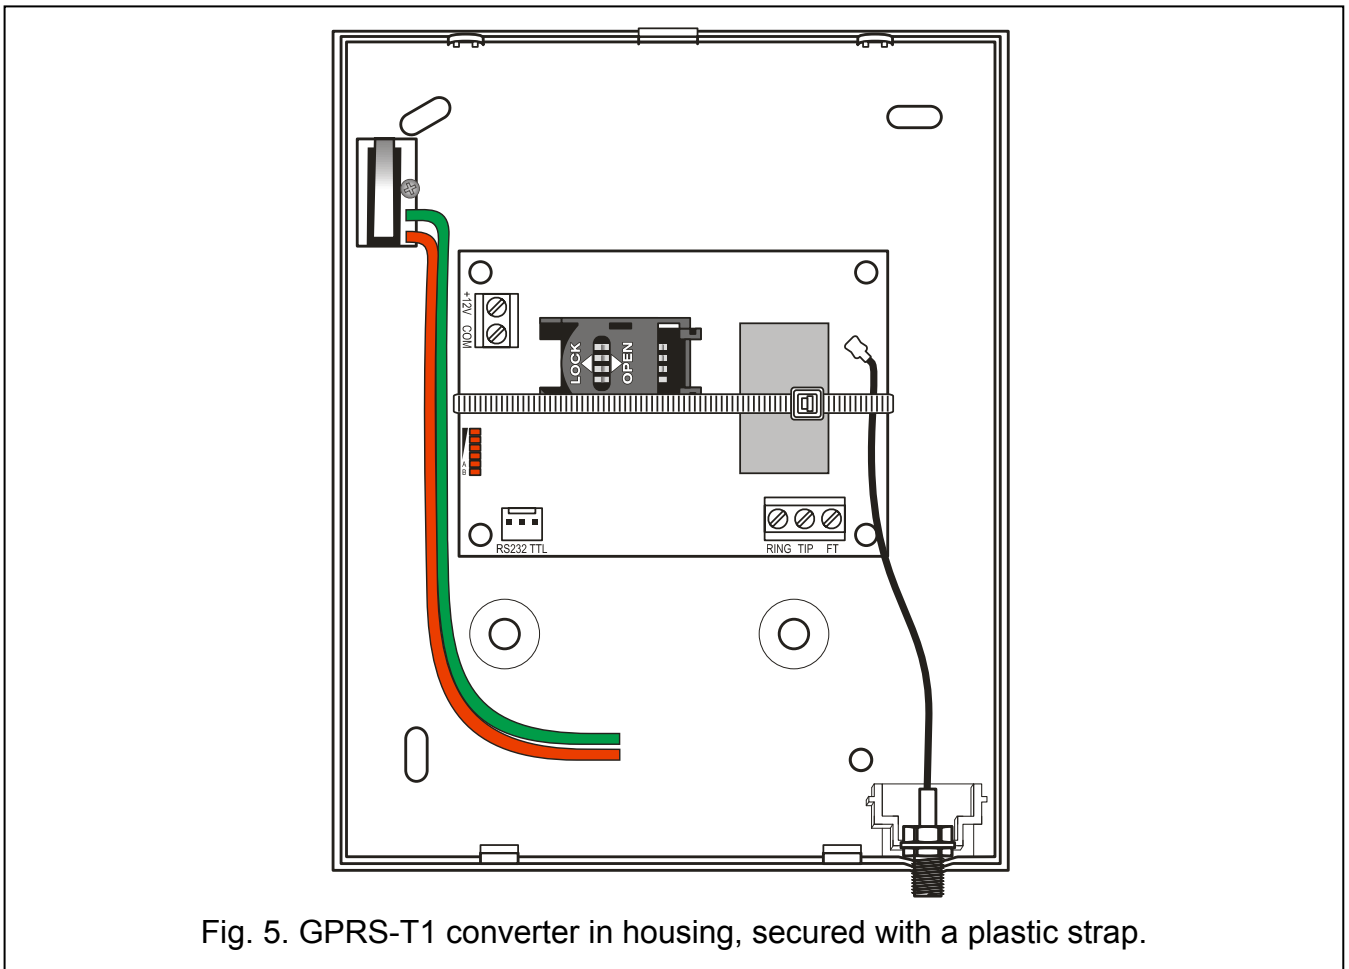 +12V COM
LOCK
OPEN
A
B
RS232 TTL
RING TIP FT
Fig. 5. GPRS-T1 converter in housing, secured with a plastic strap.